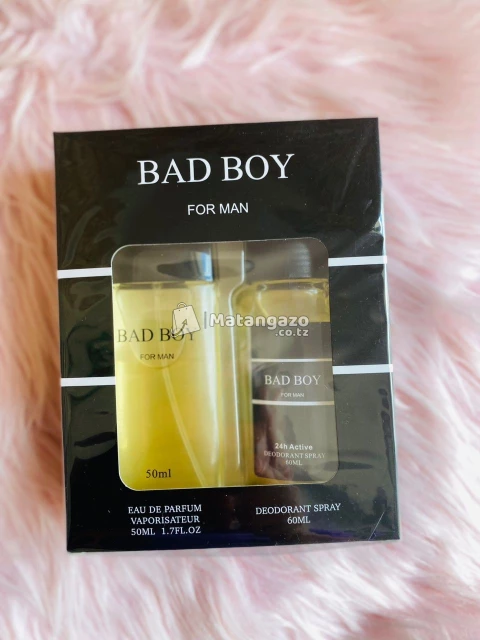 BAD BOY
FOR MAN
BAD BOY
FOR MAN
50ml
Matangazo
.co.tz
BAD BOY
FOR MAN
24h Active
DEODORANT SPRAY
60ML
EAU DE PARFUM
VAPORISATEUR
50ML 1.7FL.OZ
DEODORANT SPRAY
60ML